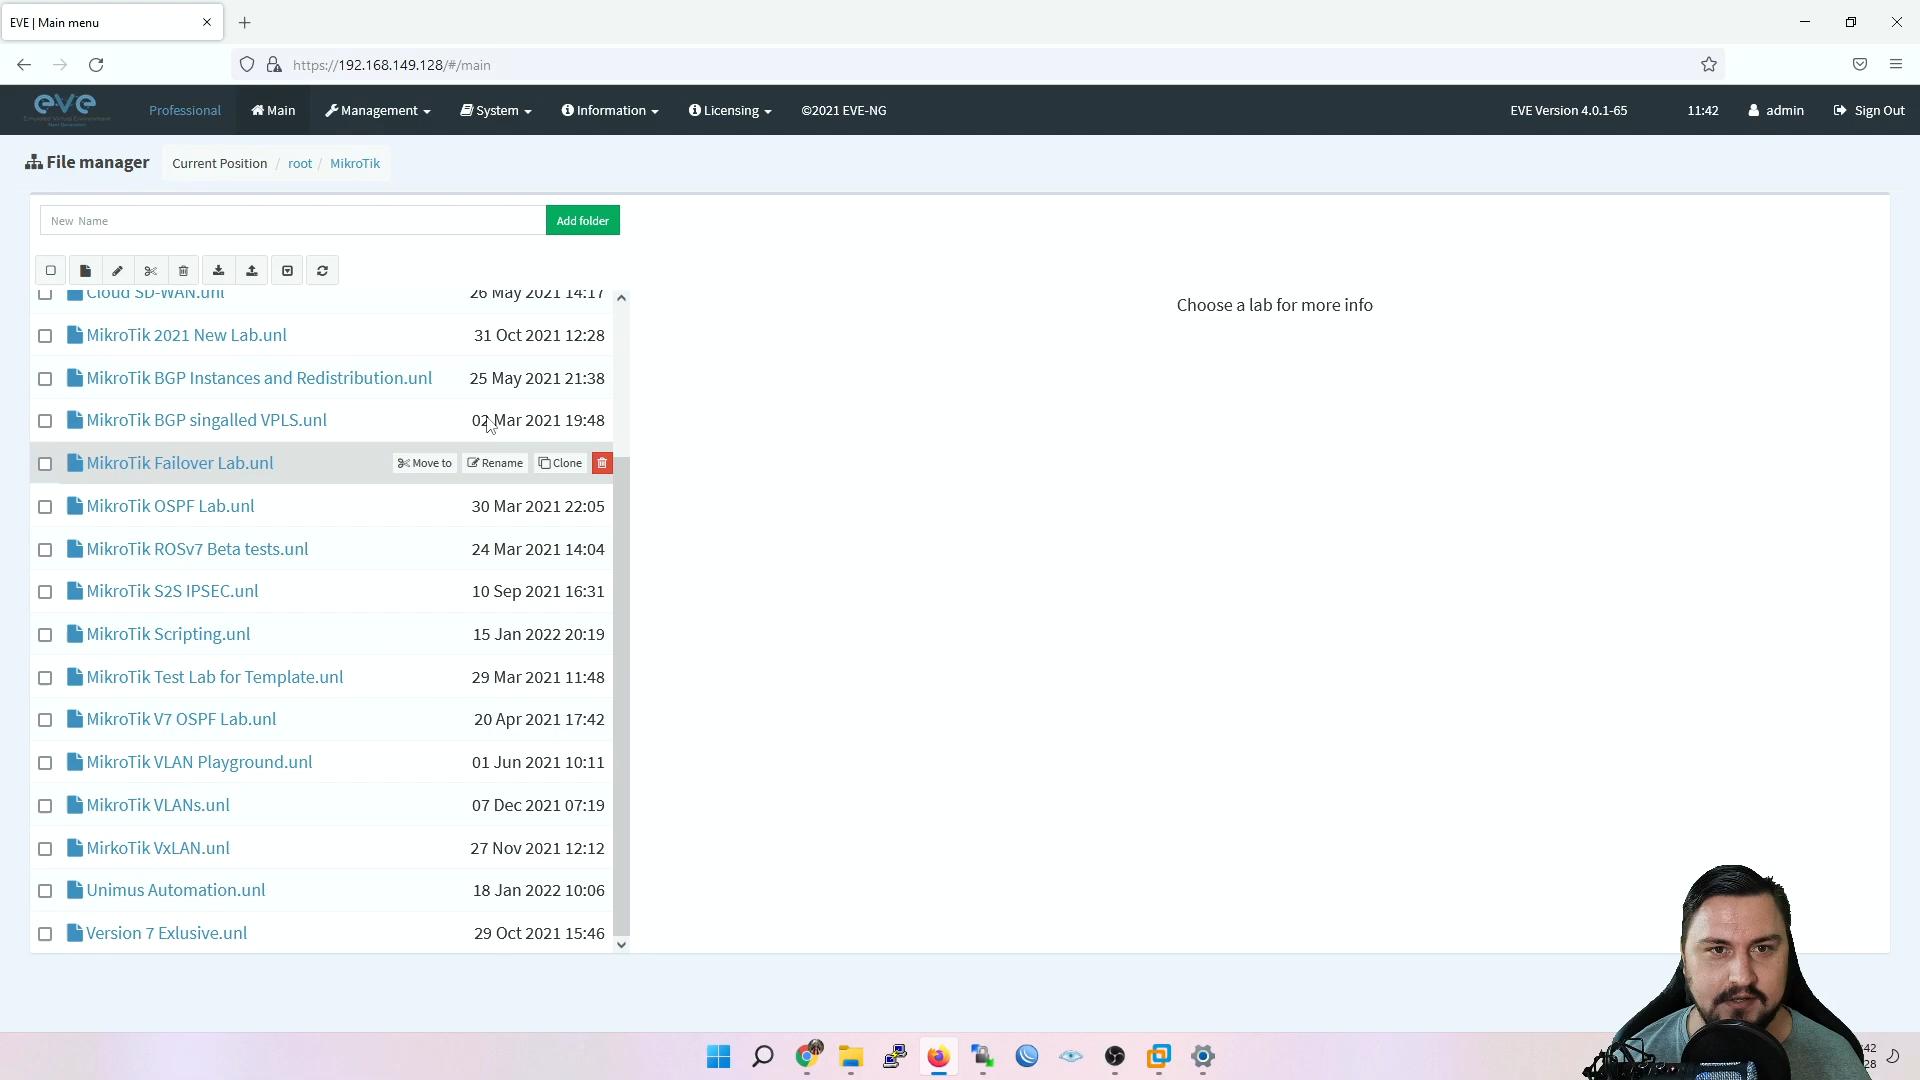 EVE | Main menu
https://192.168.149.128/#/main
eve
Professional Main Management System Information Licensing ©2021 EVE-NG EVE Version 4.0.1-65 11:42 admin Sign Out
File manager Current Position / root / MikroTik
New Name Add folder
Cloud SD-WAN.unl 26 May 2021 14:17
Choose a lab for more info
MikroTik 2021 New Lab.unl 31 Oct 2021 12:28
MikroTik BGP Instances and Redistribution.unl 25 May 2021 21:38
MikroTik BGP singalled VPLS.unl 02 Mar 2021 19:48
MikroTik Failover Lab.unl Move to Rename Clone
MikroTik OSPF Lab.unl 30 Mar 2021 22:05
MikroTik ROSv7 Beta tests.unl 24 Mar 2021 14:04
MikroTik S2S IPSEC.unl 10 Sep 2021 16:31
MikroTik Scripting.unl 15 Jan 2022 20:19
MikroTik Test Lab for Template.unl 29 Mar 2021 11:48
MikroTik V7 OSPF Lab.unl 20 Apr 2021 17:42
MikroTik VLAN Playground.unl 01 Jun 2021 10:11
MikroTik VLANs.unl 07 Dec 2021 07:19
MirkoTik VxLAN.unl 27 Nov 2021 12:12
Unimus Automation.unl 18 Jan 2022 10:06
Version 7 Exlusive.unl 29 Oct 2021 15:46
:42
28